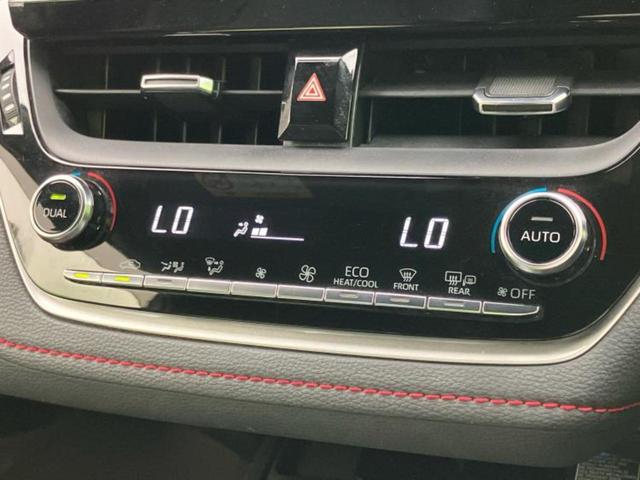 DUAL
LO
LO
AUTO
ECO
HEAT/COOL
FRONT
REAR
OFF